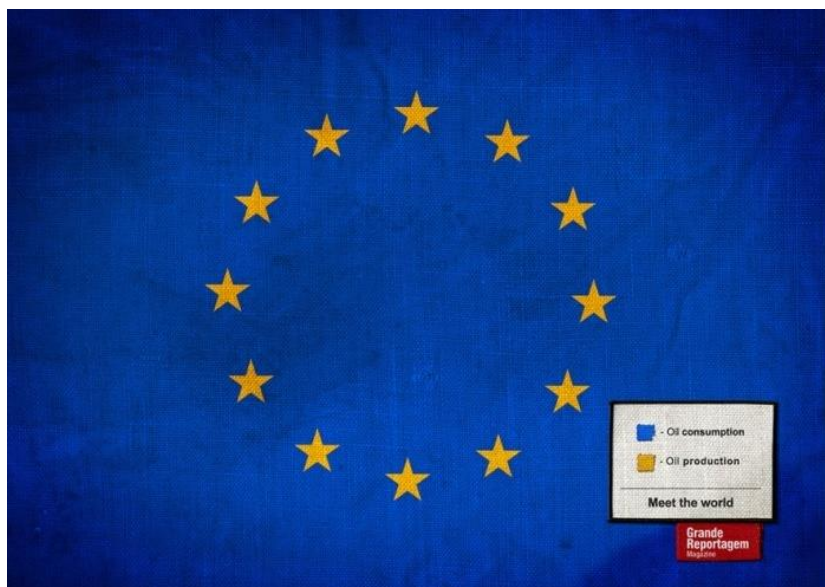 - Oil consumption
- Oil production
Meet the world
Grande
Reportagem
Magazine